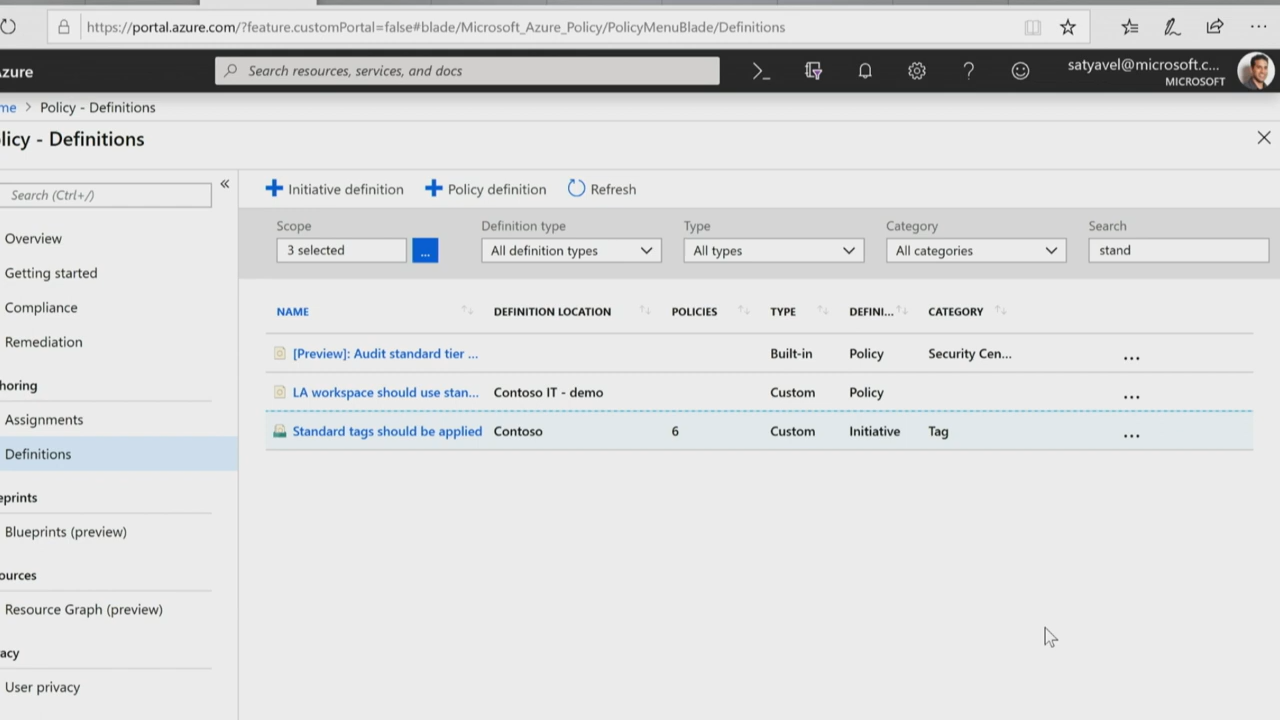 https://portal.azure.com/?feature.customPortal=false#blade/Microsoft_Azure_Policy/PolicyMenuBlade/Definitions
zure
Search resources, services, and docs
satyavel@microsoft.c...
MICROSOFT
me > Policy - Definitions
licy - Definitions
Search (Ctrl+/)
Overview
Getting started
Compliance
Remediation
horing
Assignments
Definitions
eprints
Blueprints (preview)
ources
Resource Graph (preview)
acy
User privacy
Initiative definition
Policy definition
Refresh
Scope
Definition type
Type
Category
Search
3 selected
...
All definition types
All types
All categories
stand
NAME
DEFINITION LOCATION
POLICIES
TYPE
DEFINI...
CATEGORY
[Preview]: Audit standard tier ... Built-in Policy Security Cen... ...
LA workspace should use stan... Contoso IT - demo Custom Policy ...
Standard tags should be applied Contoso 6 Custom Initiative Tag ...